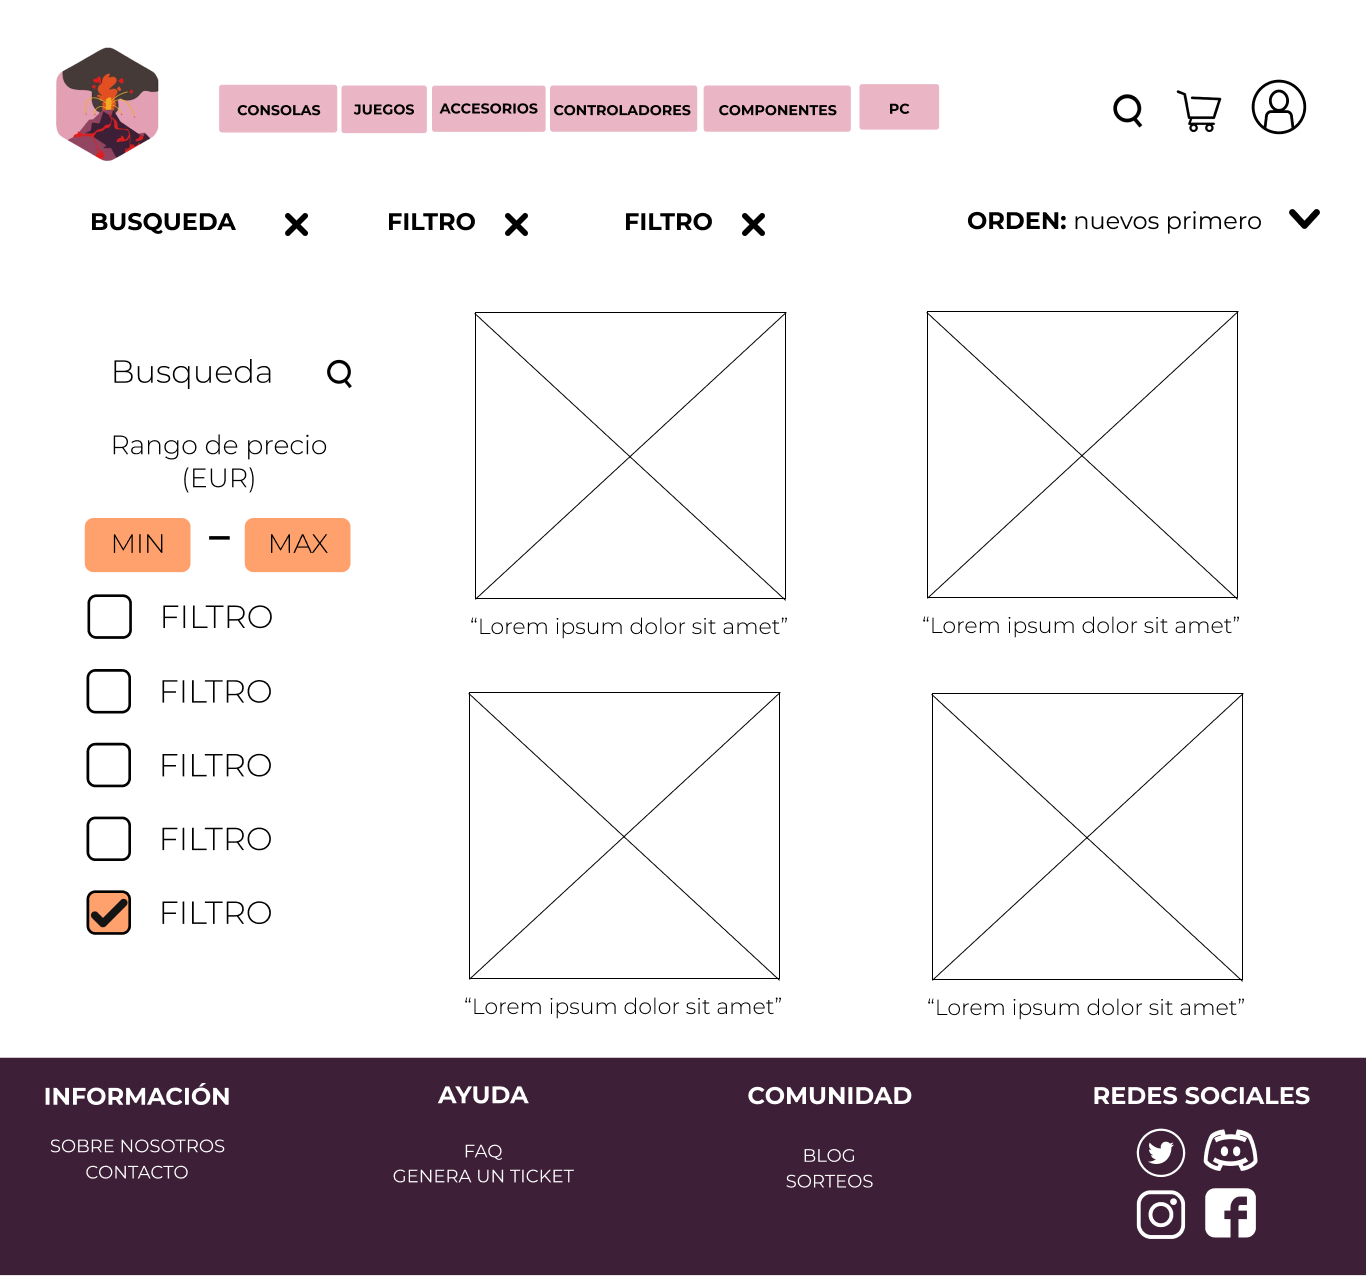 CONSOLAS
JUEGOS
ACCESORIOS
CONTROLADORES
COMPONENTES
PC
BUSQUEDA
FILTRO
FILTRO
ORDEN: nuevos primero
Busqueda
Rango de precio
(EUR)
MIN - MAX
FILTRO
FILTRO
FILTRO
FILTRO
FILTRO
“Lorem ipsum dolor sit amet”
“Lorem ipsum dolor sit amet”
“Lorem ipsum dolor sit amet”
“Lorem ipsum dolor sit amet”
INFORMACIÓN
SOBRE NOSOTROS
CONTACTO
AYUDA
FAQ
GENERA UN TICKET
COMUNIDAD
BLOG
SORTEOS
REDES SOCIALES